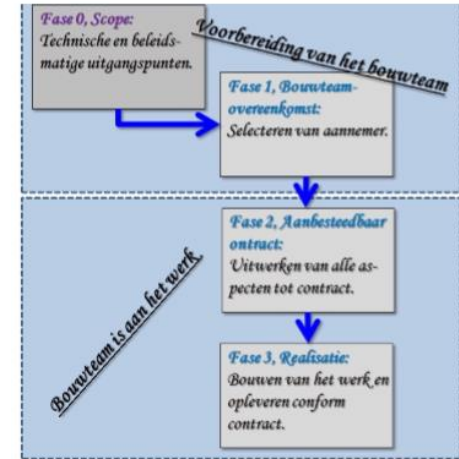 Fase 0, Scope:
Technische en beleids-
matige uitgangspunten.
Voorbereiding van het bouwteam
Fase 1, Bouwteam-
overeenkomst:
Selecteren van aannemer.
Fase 2, Aanbesteedbaar
ontract:
Uitwerken van alle as-
pecten tot contract.
Bouwteam is aan het werk
Fase 3, Realisatie:
Bouwen van het werk en
opleveren conform
contract.